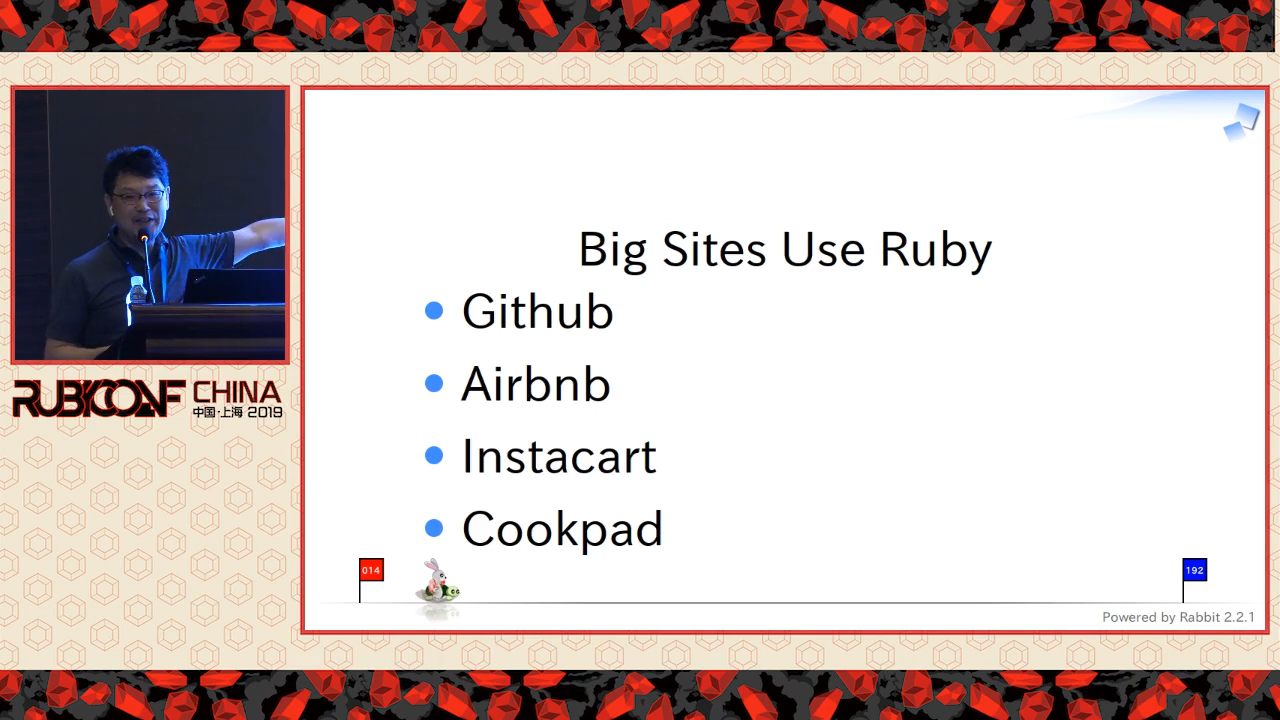 Big Sites Use Ruby
Github
Airbnb
Instacart
Cookpad
014
192
Powered by Rabbit 2.2.1
RUBYCONF CHINA
中国·上海 2019